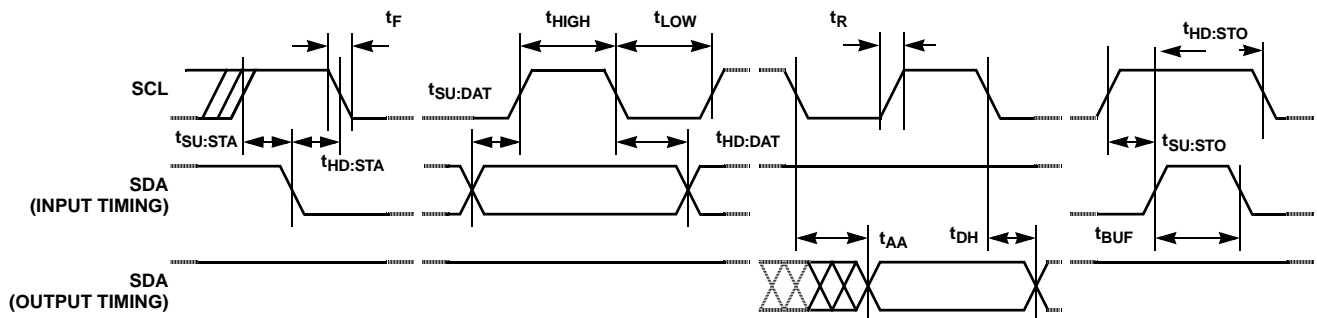 tF
tHIGH
tLOW
tR
tHD:STO
SCL
tSU:DAT
tSU:STA
tHD:STA
tHD:DAT
tSU:STO
SDA
(INPUT TIMING)
tAA
tDH
tBUF
SDA
(OUTPUT TIMING)